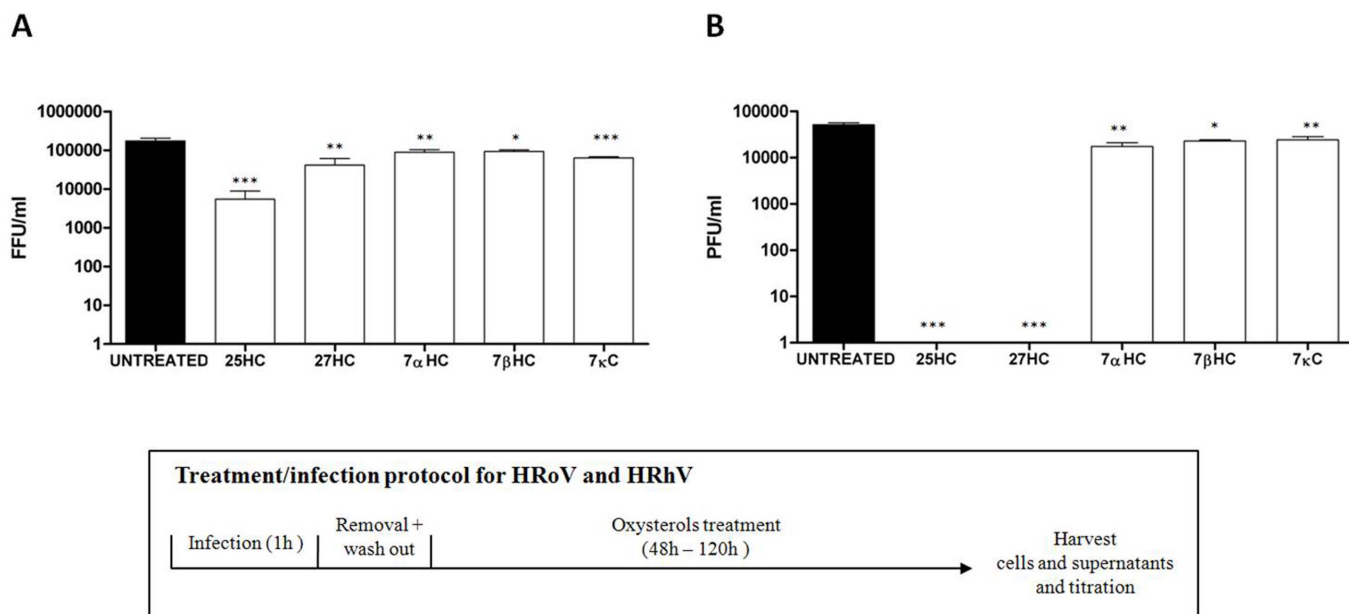 A
B
FFU/ml
1000000
100000
10000
1000
100
10
1
***
**
**
*
***
UNTREATED 25HC 27HC 7αHC 7βHC 7κC
PFU/ml
100000
10000
1000
100
10
1
***
***
**
*
**
UNTREATED 25HC 27HC 7αHC 7βHC 7κC
Treatment/infection protocol for HRoV and HRhV
Infection (1h )
Removal +
wash out
Oxysterols treatment
(48h – 120h )
Harvest
cells and supernatants
and titration